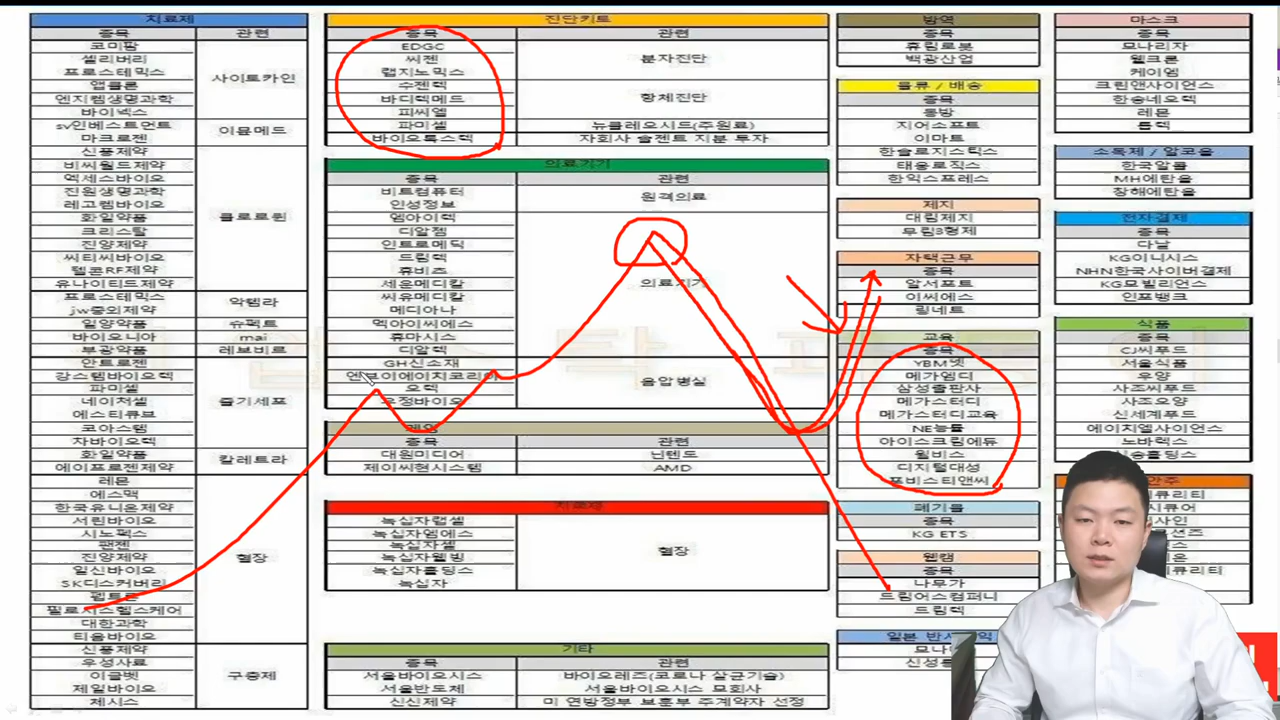 치료제
종목 관련
코미팜
셀리버리
프로스테믹스
앱클론
엔지켐생명과학
바이넥스
사이토카인
sv인베스트먼트
마크로젠
이뮨메드
신풍제약
비씨월드제약
엑세스바이오
진원생명과학
레고켐바이오
화일약품
크리스탈
진양제약
씨티씨바이오
텔콘RF제약
유나이티드제약
클로로퀸
프로스테믹스
jw중외제약
악템라
일양약품 슈펙트
바이오니아 mai
부광약품 레보비르
안트로젠
강스템바이오텍
파미셀
네이처셀
에스티큐브
코아스템
차바이오텍
줄기세포
화일약품
에이프로젠제약
칼레트라
레몬
에스맥
한국유니온제약
서린바이오
시노펙스
팬젠
진양제약
일신바이오
SK디스커버리
펩트론
필로시스헬스케어
대한과학
티움바이오
혈장
신풍제약
우성사료
이글벳
제일바이오
체시스
구충제
진단키트
종목 관련
EDGC
씨젠
랩지노믹스
분자진단
수젠텍
바디텍메드
피씨엘
항체진단
파미셀 뉴클레오시드(주원료)
바이오톡스텍 자회사 솔젠트 지분 투자
의료기기
종목 관련
비트컴퓨터
인성정보
원격의료
엠아이텍
디알젬
인트로메딕
드림텍
휴비츠
세운메디칼
씨유메디칼
메디아나
멕아이씨에스
휴마시스
디알텍
의료기기
GH신소재
엔브이에이치코리아
오텍
우정바이오
음압병실
게임
종목 관련
대원미디어 닌텐도
제이씨현시스템 AMD
치료제
녹십자랩셀
녹십자엠에스
녹십자셀
녹십자웰빙
녹십자홀딩스
녹십자
혈장
기타
종목 관련
서울바이오시스 바이오레즈(코로나 살균기술)
서울반도체 서울바이오시스 모회사
신신제약 미 연방정부 보훈부 주계약자 선정
방역
종목
휴림로봇
백광산업
물류 / 배송
종목
동방
지어소프트
이마트
한솔로지스틱스
태웅로직스
한익스프레스
제지
대림제지
무림S형제
자택근무
종목
알서포트
이씨에스
링네트
교육
종목
YBM넷
메가엠디
삼성출판사
메가스터디
메가스터디교육
NE능률
아이스크림에듀
윌비스
디지털대성
포비스티앤씨
폐기물
종목
KG ETS
웹캠
종목
나무가
드림어스컴퍼니
드림텍
마스크
종목
모나리자
웰크론
케이엠
크린앤사이언스
한송네오텍
레몬
톱텍
소독제 / 알코올
한국알콜
MH에탄올
창해에탄올
전자결제
종목
다날
KG이니시스
NHN한국사이버결제
KG모빌리언스
인포뱅크
식품
종목
CJ씨푸드
서울식품
우양
사조씨푸드
사조오양
신세계푸드
에이치엘사이언스
노바렉스